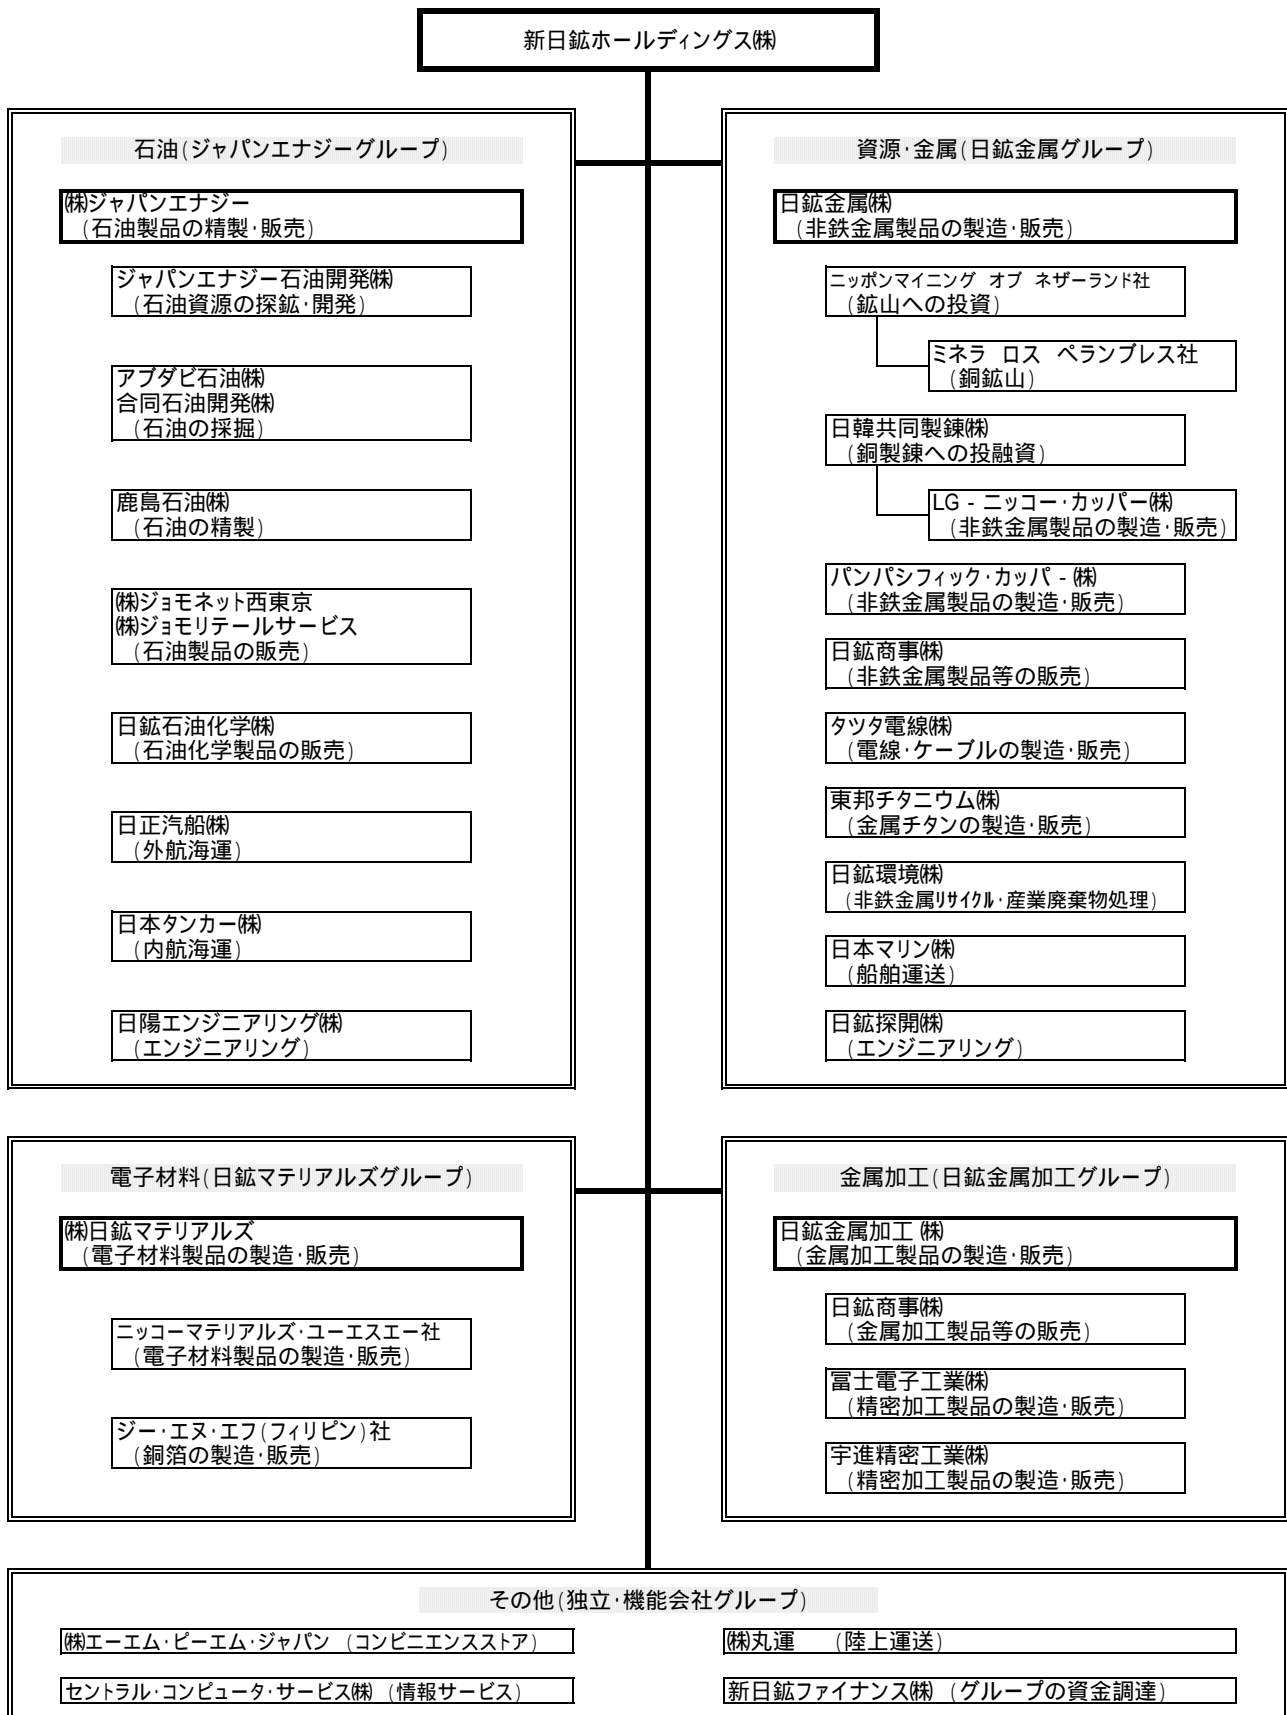 新日鉱ホールディングス㈱
石油(ジャパンエナジーグループ)
㈱ジャパンエナジー
(石油製品の精製・販売)
ジャパンエナジー石油開発㈱
(石油資源の探鉱・開発)
アブダビ石油㈱
合同石油開発㈱
(石油の採掘)
鹿島石油㈱
(石油の精製)
㈱ジョモネット西東京
㈱ジョモリテールサービス
(石油製品の販売)
日鉱石油化学㈱
(石油化学製品の販売)
日正汽船㈱
(外航海運)
日本タンカー㈱
(内航海運)
日陽エンジニアリング㈱
(エンジニアリング)
資源・金属(日鉱金属グループ)
日鉱金属㈱
(非鉄金属製品の製造・販売)
ニッポンマイニング オブ ネザーランド社
(鉱山への投資)
ミネラ ロス ペランブレス社
(銅鉱山)
日韓共同製錬㈱
(銅製錬への投融資)
LG - ニッコー・カッパー㈱
(非鉄金属製品の製造・販売)
パンパシフィック・カッパ - ㈱
(非鉄金属製品の製造・販売)
日鉱商事㈱
(非鉄金属製品等の販売)
タツタ電線㈱
(電線・ケーブルの製造・販売)
東邦チタニウム㈱
(金属チタンの製造・販売)
日鉱環境㈱
(非鉄金属ﾘｻｲｸﾙ・産業廃棄物処理)
日本マリン㈱
(船舶運送)
日鉱探開㈱
(エンジニアリング)
電子材料(日鉱マテリアルズグループ)
㈱日鉱マテリアルズ
(電子材料製品の製造・販売)
ニッコーマテリアルズ・ユーエスエー社
(電子材料製品の製造・販売)
ジー・エヌ・エフ(フィリピン)社
(銅箔の製造・販売)
金属加工(日鉱金属加工グループ)
日鉱金属加工㈱
(金属加工製品の製造・販売)
日鉱商事㈱
(金属加工製品等の販売)
冨士電子工業㈱
(精密加工製品の製造・販売)
宇進精密工業㈱
(精密加工製品の製造・販売)
その他(独立・機能会社グループ)
㈱エーエム・ピーエム・ジャパン (コンビニエンスストア)
㈱丸運 (陸上運送)
セントラル・コンピュータ・サービス㈱ (情報サービス)
新日鉱ファイナンス㈱ (グループの資金調達)